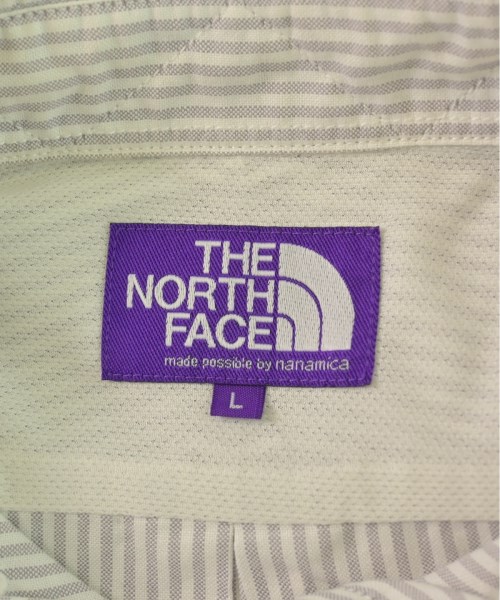 THE
NORTH
FACE
made possible by nanamica
L